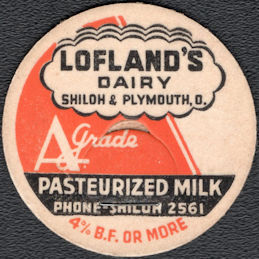 LOFLAND'S
DAIRY
SHILOH & PLYMOUTH, O.
Grade
A
PASTEURIZED MILK
PHONE-SHILOH 2561
4% B.F. OR MORE